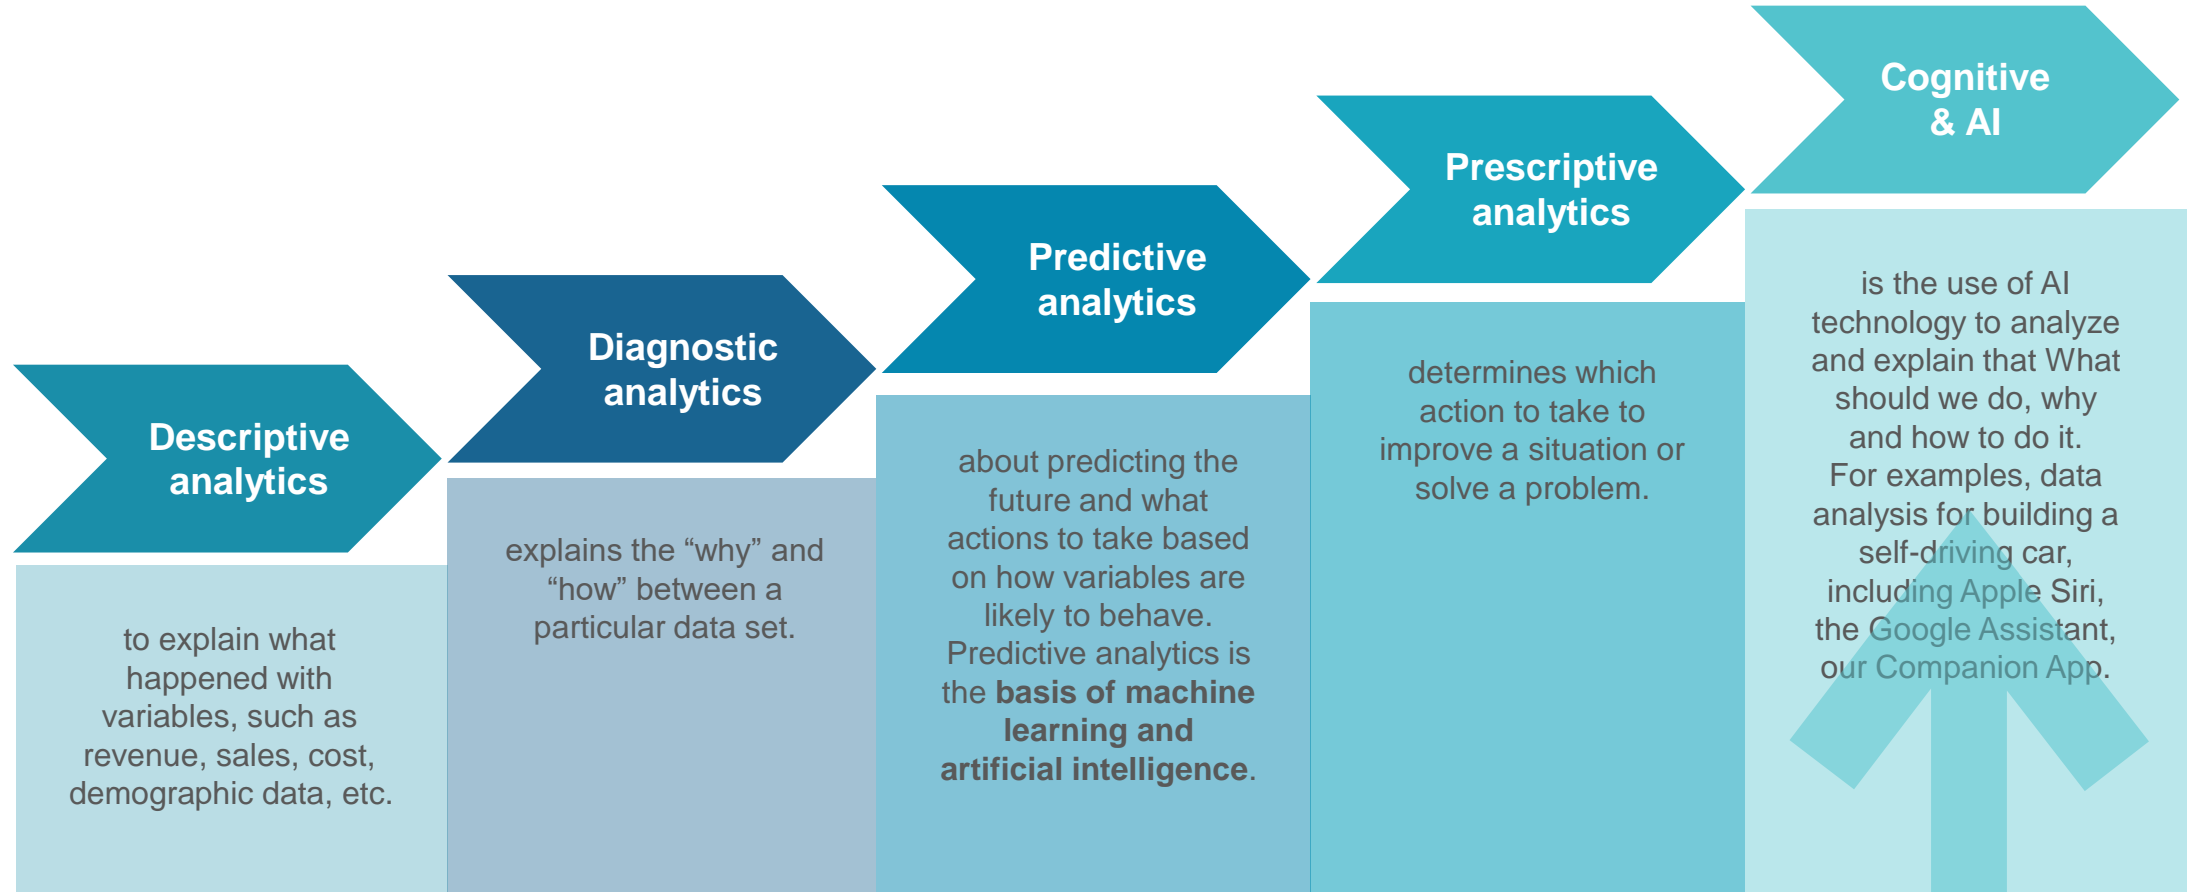 Descriptive
analytics
to explain what
happened with
variables, such as
revenue, sales, cost,
demographic data, etc.
Diagnostic
analytics
explains the “why” and
“how” between a
particular data set.
Predictive
analytics
about predicting the
future and what
actions to take based
on how variables are
likely to behave.
Predictive analytics is
the basis of machine
learning and
artificial intelligence.
Prescriptive
analytics
determines which
action to take to
improve a situation or
solve a problem.
Cognitive
& AI
is the use of AI
technology to analyze
and explain that What
should we do, why
and how to do it.
For examples, data
analysis for building a
self-driving car,
including Apple Siri,
the Google Assistant,
our Companion App.